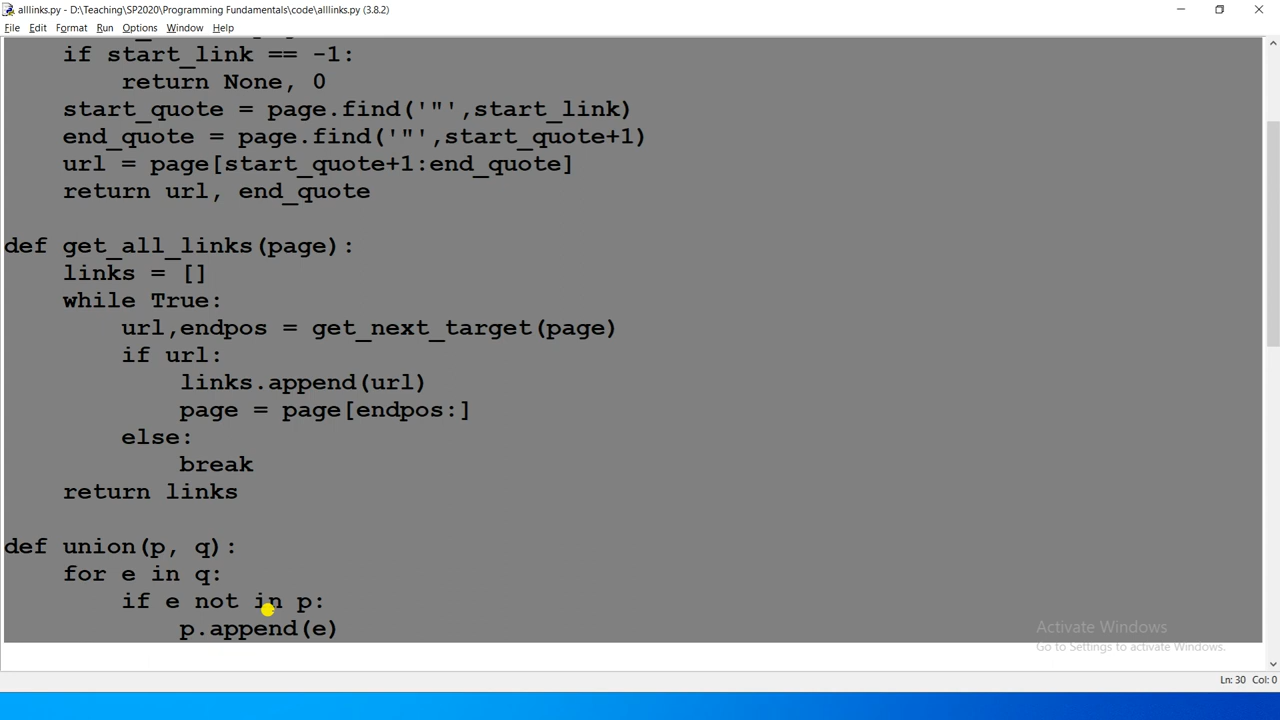 alllinks.py - D:\Teaching\SP2020\Programming Fundamentals\code\alllinks.py (3.8.2)
File Edit Format Run Options Window Help
    if start_link == -1:
        return None, 0
    start_quote = page.find('"',start_link)
    end_quote = page.find('"',start_quote+1)
    url = page[start_quote+1:end_quote]
    return url, end_quote

def get_all_links(page):
    links = []
    while True:
        url,endpos = get_next_target(page)
        if url:
            links.append(url)
            page = page[endpos:]
        else:
            break
    return links

def union(p, q):
    for e in q:
        if e not in p:
            p.append(e)
Activate Windows
Go to Settings to activate Windows.
Ln: 30 Col: 0